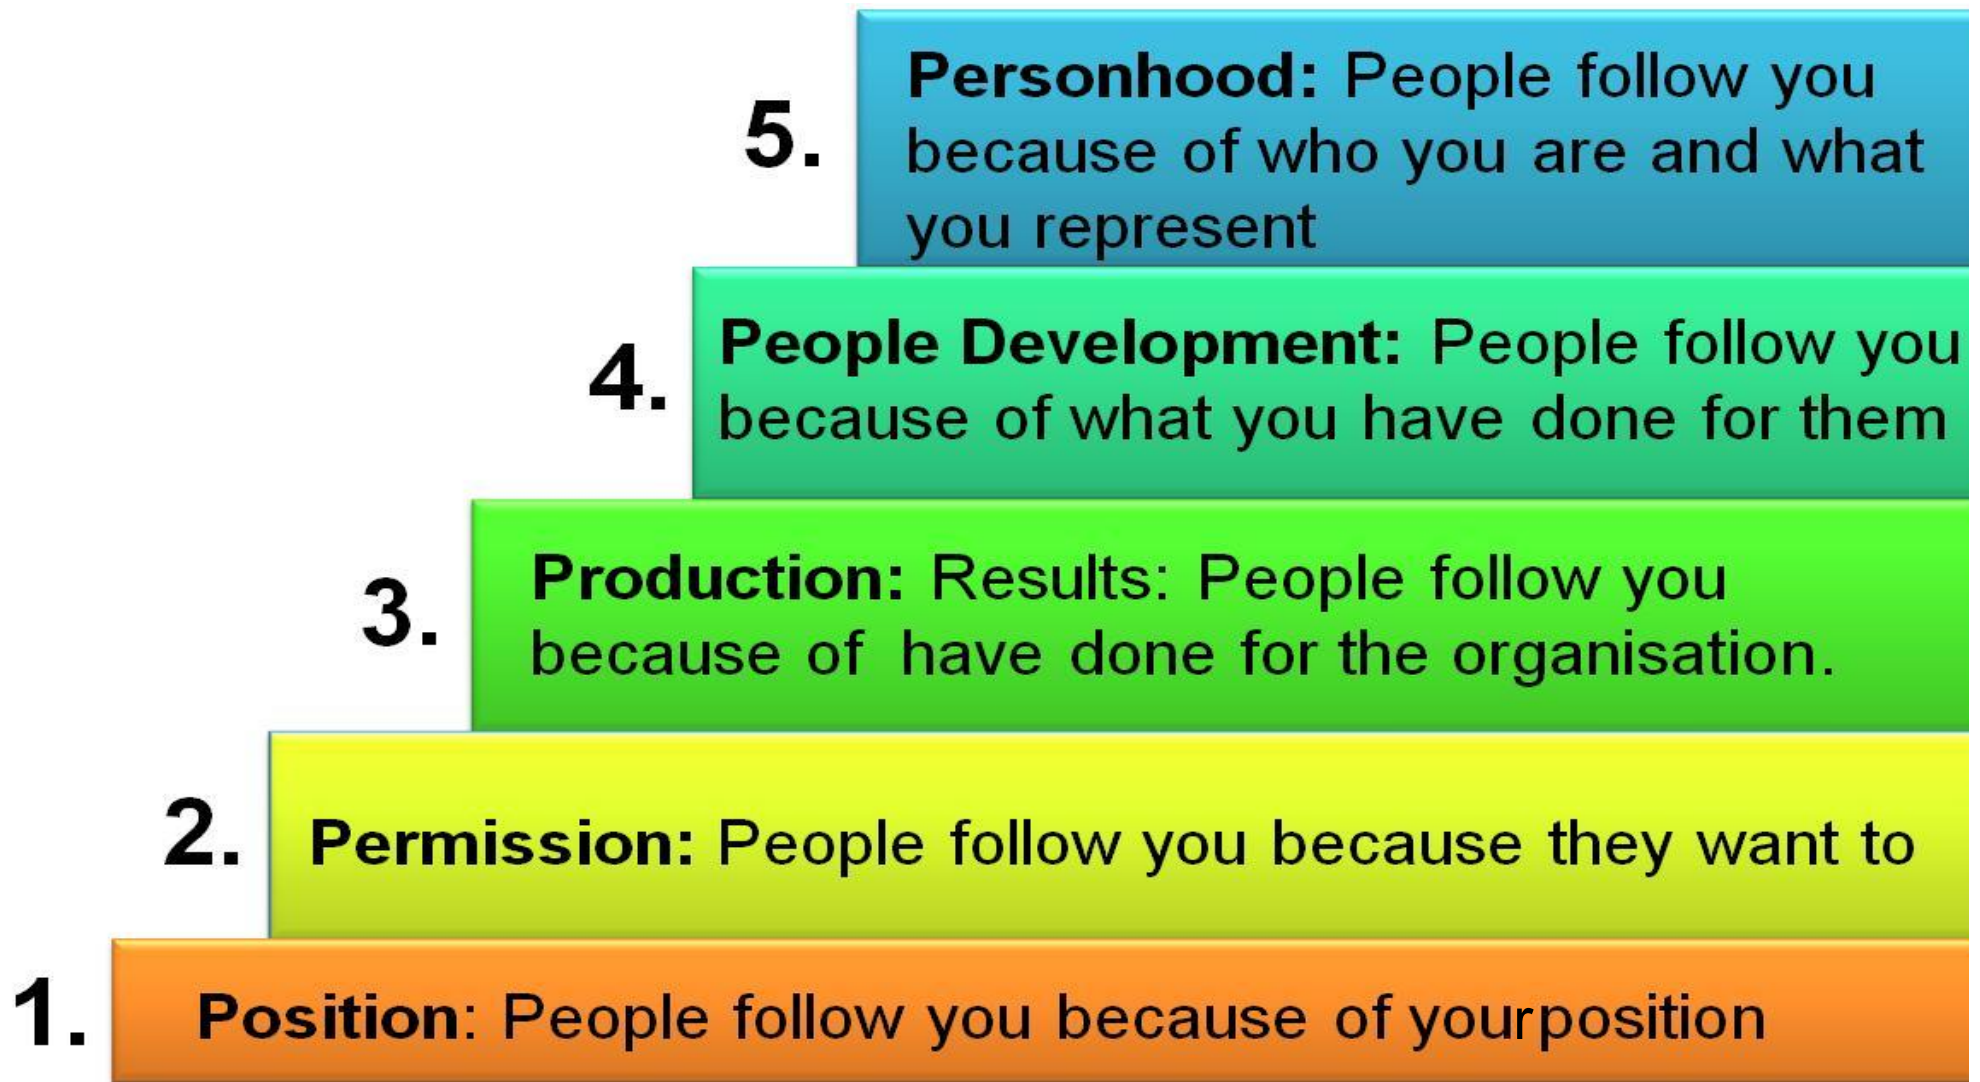 5.
Personhood: People follow you
because of who you are and what
you represent
4.
People Development: People follow you
because of what you have done for them
3.
Production: Results: People follow you
because of have done for the organisation.
2.
Permission: People follow you because they want to
1.
Position: People follow you because of yourposition